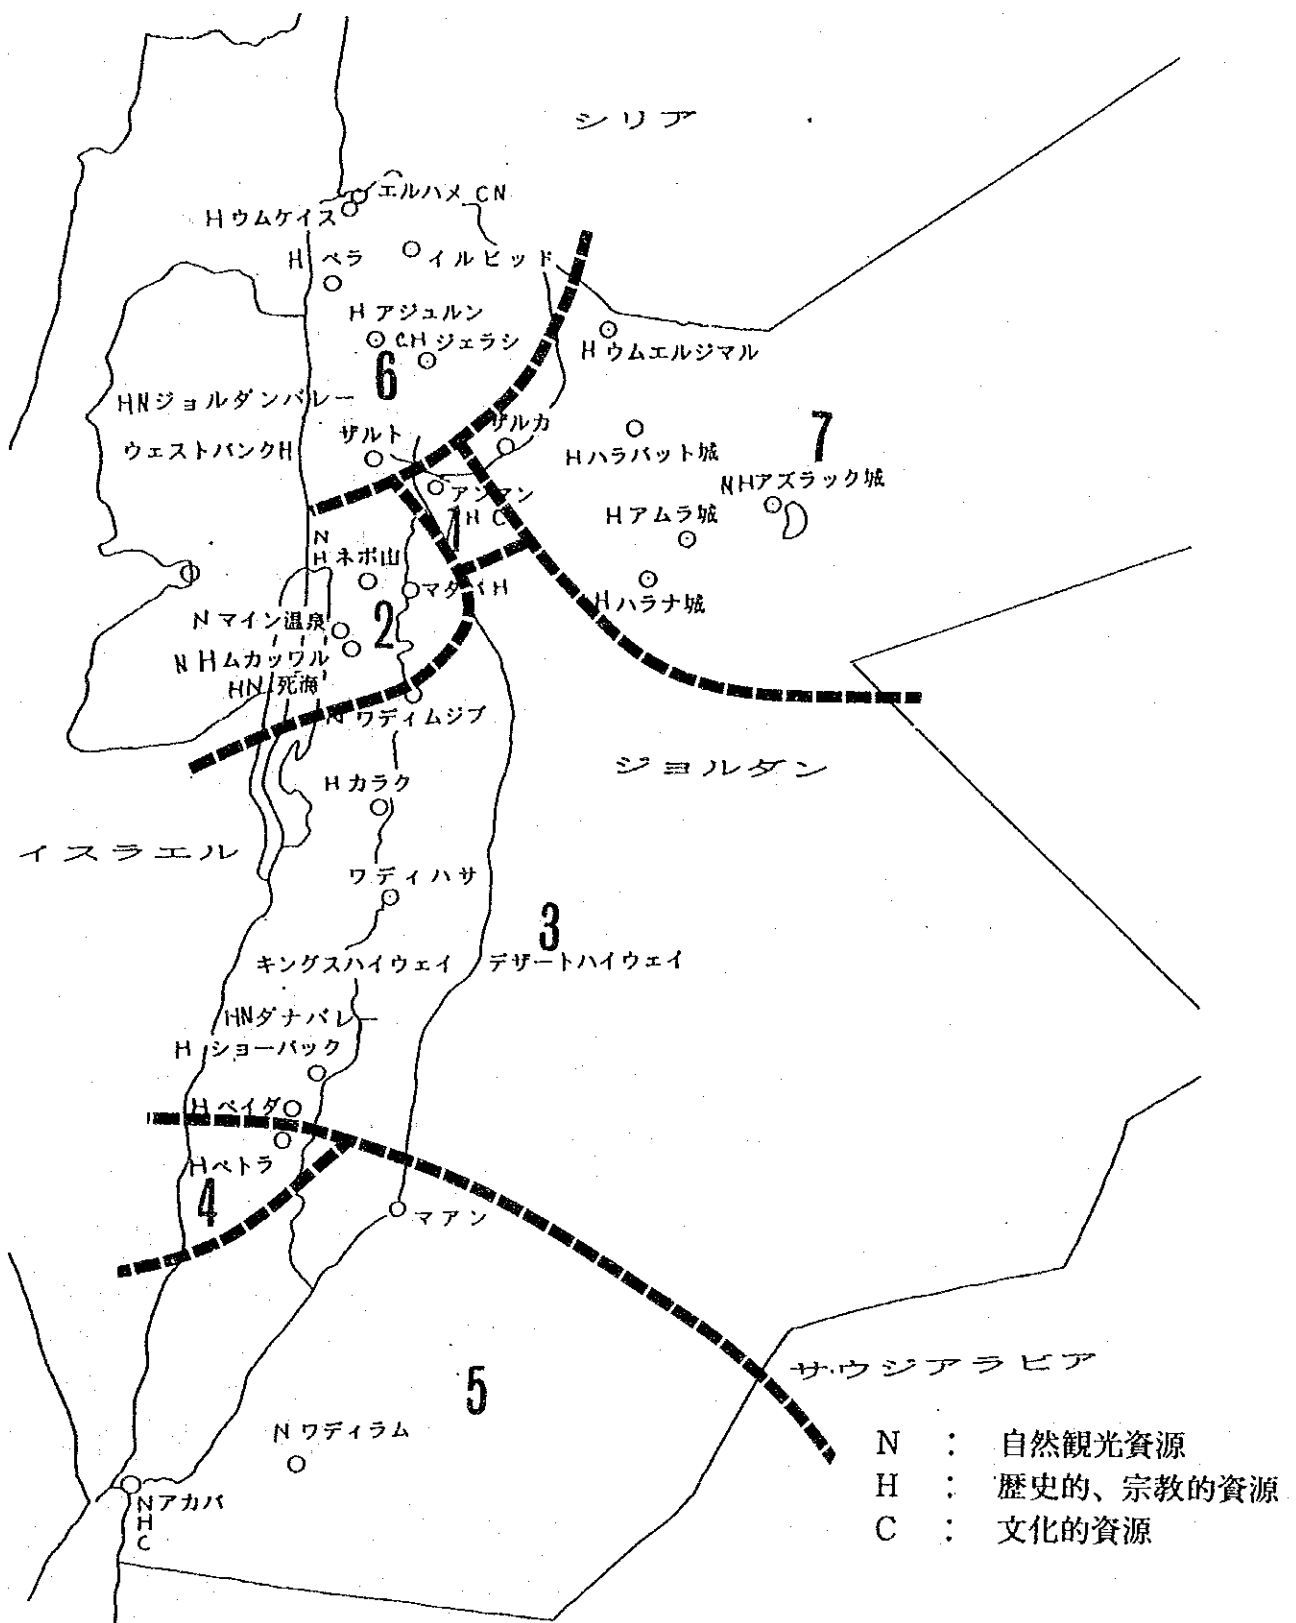 シリア
エルハメ CN
H ウムケイス
H ペラ
イルビッド
H アジュルン
CH ジェラシ
H ウムエルジマル
6
HN ジョルダンバレー
7
ウェストバンク H
ザルト
ザルカ
H ハラバット城
NH アズラック城
アンマン
H C
1
H アムラ城
N
H ネボ山
マダバ H
H ハラナ城
N マイン温泉
2
N H ムカッワル
HN 死海
N ワディムジブ
ジョルダン
H カラク
イスラエル
ワディハサ
3
キングスハイウェイ
デザートハイウェイ
HN ダナバレー
H ショーバック
H ベイダ
H ペトラ
4
マアン
サウジアラビア
5
N ワディラム
N アカバ
H
C
N : 自然観光資源
H : 歴史的、宗教的資源
C : 文化的資源